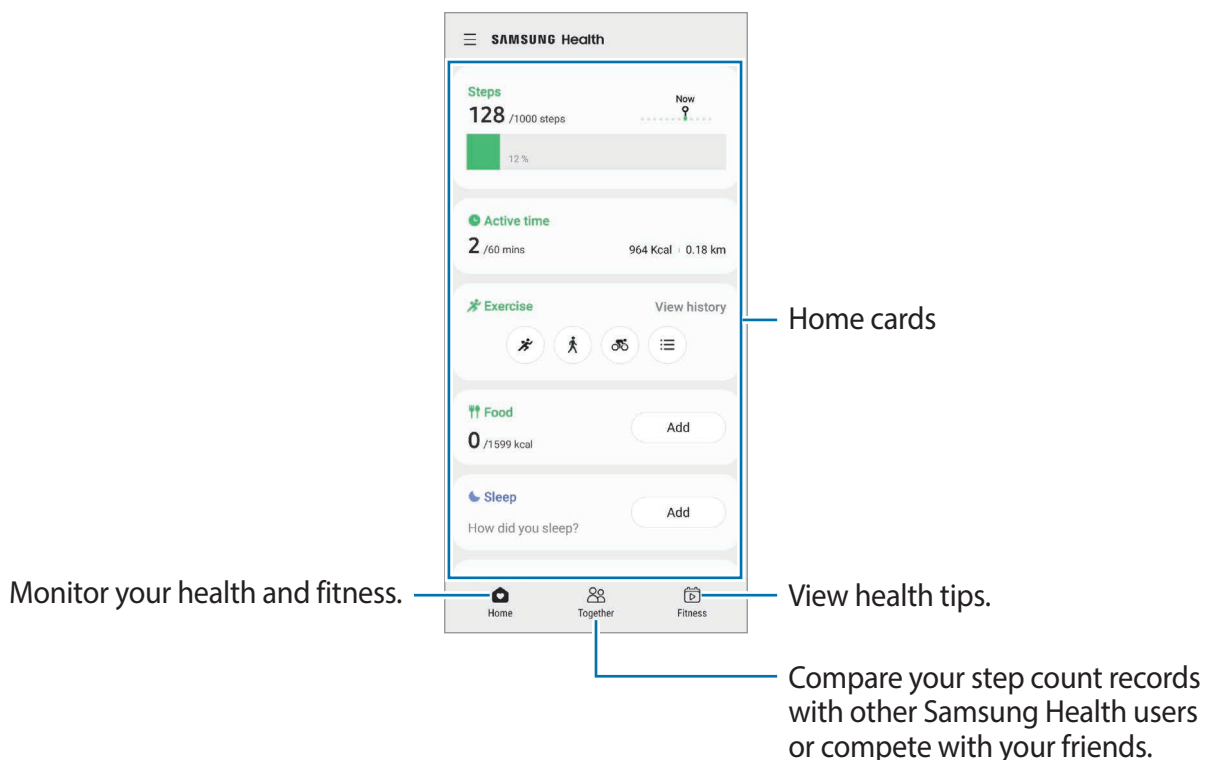 SAMSUNG Health
Steps
Now
128 /1000 steps
12 %
Active time
2 /60 mins
964 Kcal 0.18 km
Exercise
View history
Home cards
Food
0 /1599 kcal
Add
Sleep
How did you sleep?
Add
Monitor your health and fitness.
Home
Together
Fitness
View health tips.
Compare your step count records
with other Samsung Health users
or compete with your friends.